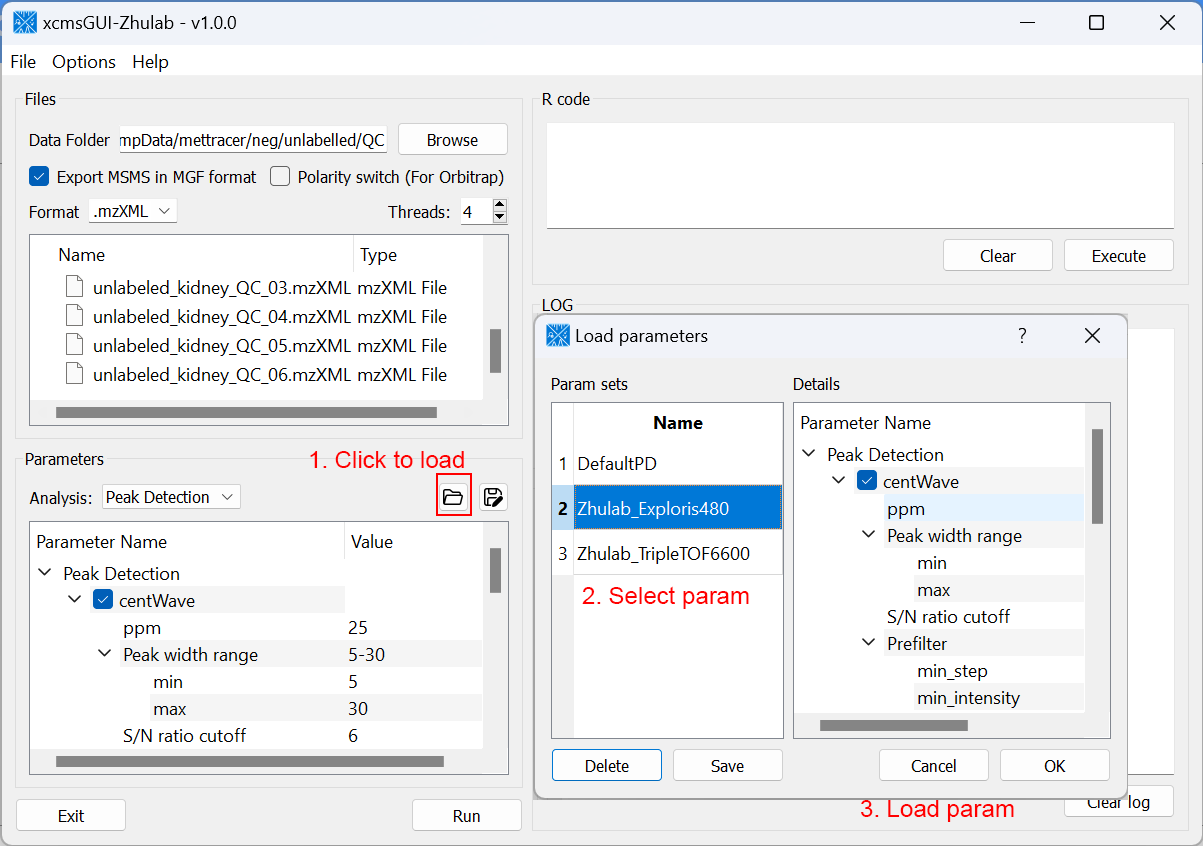 xcmsGUI-Zhulab - v1.0.0
File Options Help
Files
Data Folder mpData/mettracer/neg/unlabelled/QC Browse
Export MSMS in MGF format Polarity switch (For Orbitrap)
Format .mzXML Threads: 4
Name Type
unlabeled_kidney_QC_03.mzXML mzXML File
unlabeled_kidney_QC_04.mzXML mzXML File
unlabeled_kidney_QC_05.mzXML mzXML File
unlabeled_kidney_QC_06.mzXML mzXML File
Parameters
1. Click to load
Analysis: Peak Detection
Parameter Name Value
Peak Detection
centWave
ppm 25
Peak width range 5-30
min 5
max 30
S/N ratio cutoff 6
Exit Run
R code
Clear Execute
LOG
Load parameters ?
Param sets
Name
1 DefaultPD
2 Zhulab_Exploris480
3 Zhulab_TripleTOF6600
2. Select param
Details
Parameter Name
Peak Detection
centWave
ppm
Peak width range
min
max
S/N ratio cutoff
Prefilter
min_step
min_intensity
Delete Save Cancel OK
3. Load param
Clear log